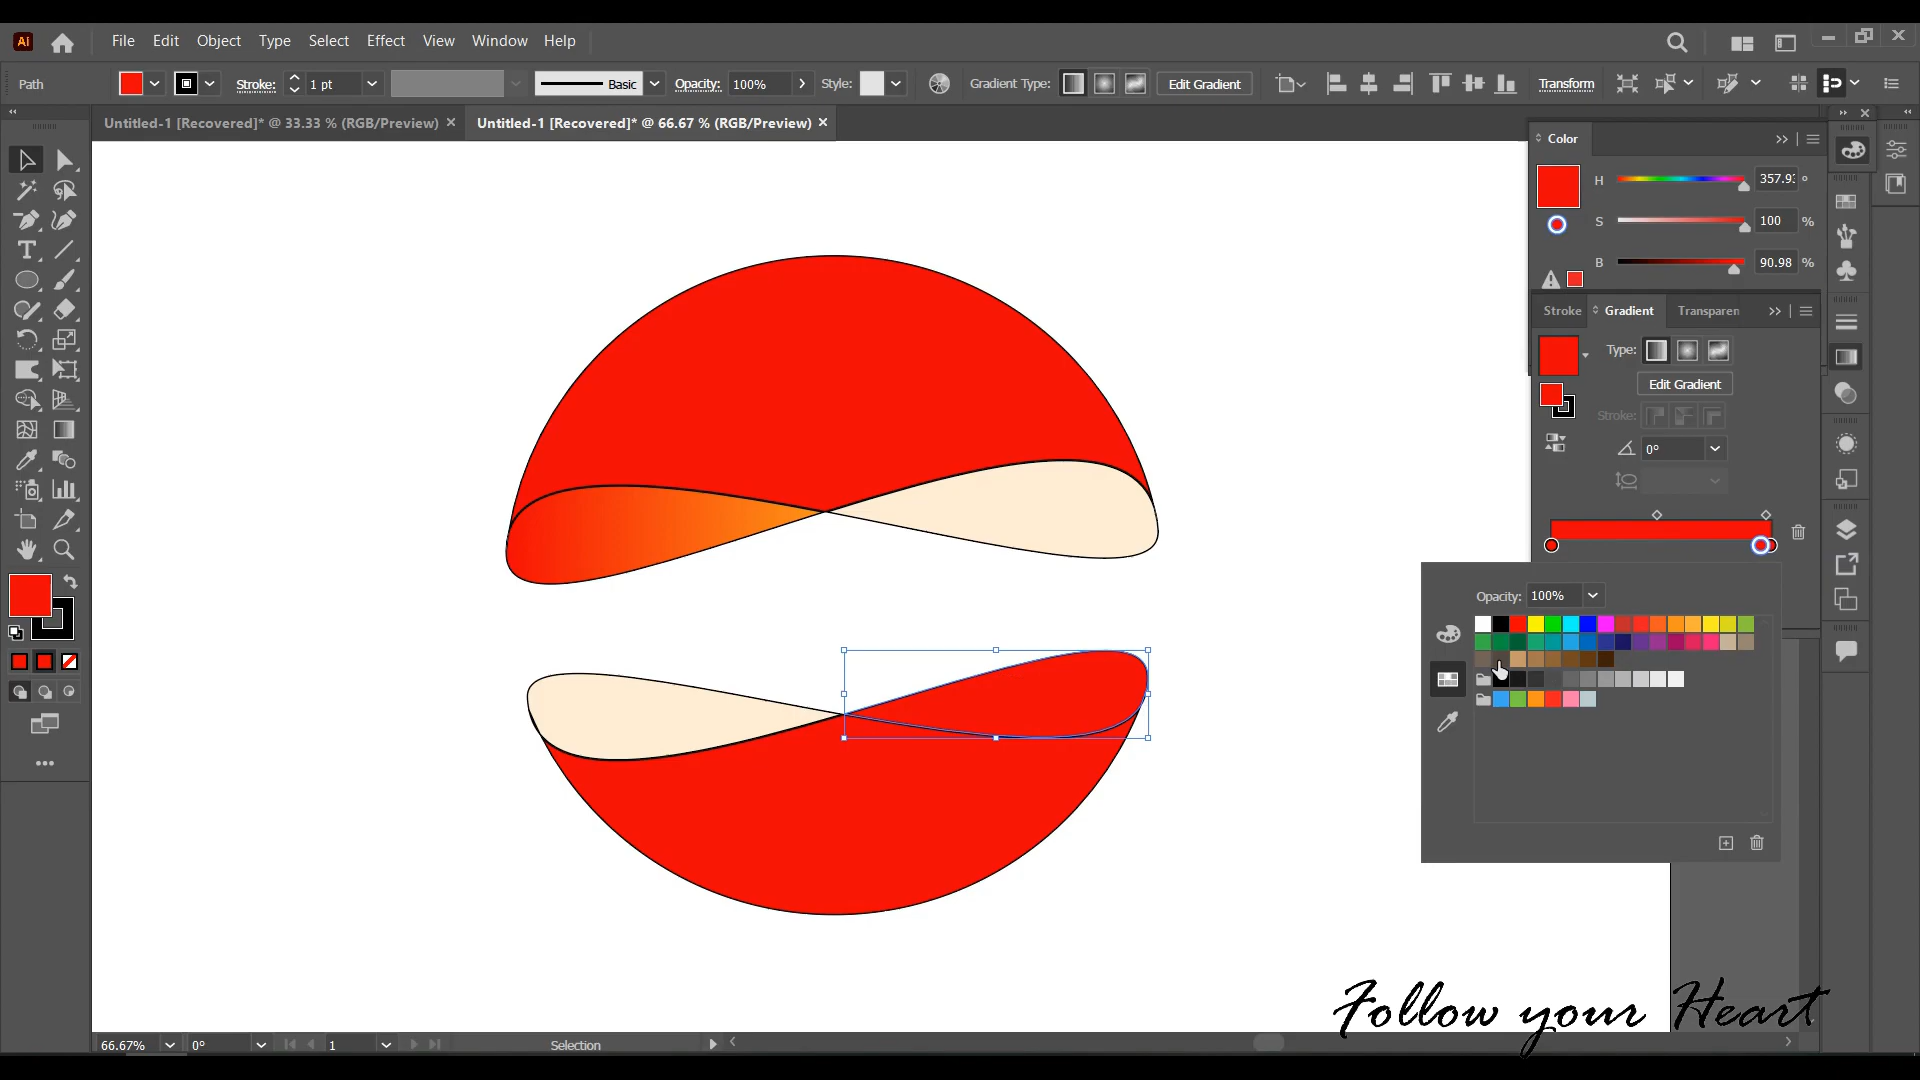 Ai File Edit Object Type Select Effect View Window Help
Path Stroke: 1 pt Basic Opacity: 100% Style: Gradient Type: Edit Gradient Transform
Untitled-1 [Recovered]* @ 33.33 % (RGB/Preview) × Untitled-1 [Recovered]* @ 66.67 % (RGB/Preview) ×
Color
H 357.93 °
S 100 %
B 90.98 %
Stroke Gradient Transparen
Type:
Edit Gradient
Stroke:
0°
Opacity: 100%
Follow your Heart
66.67% 0° 1 Selection